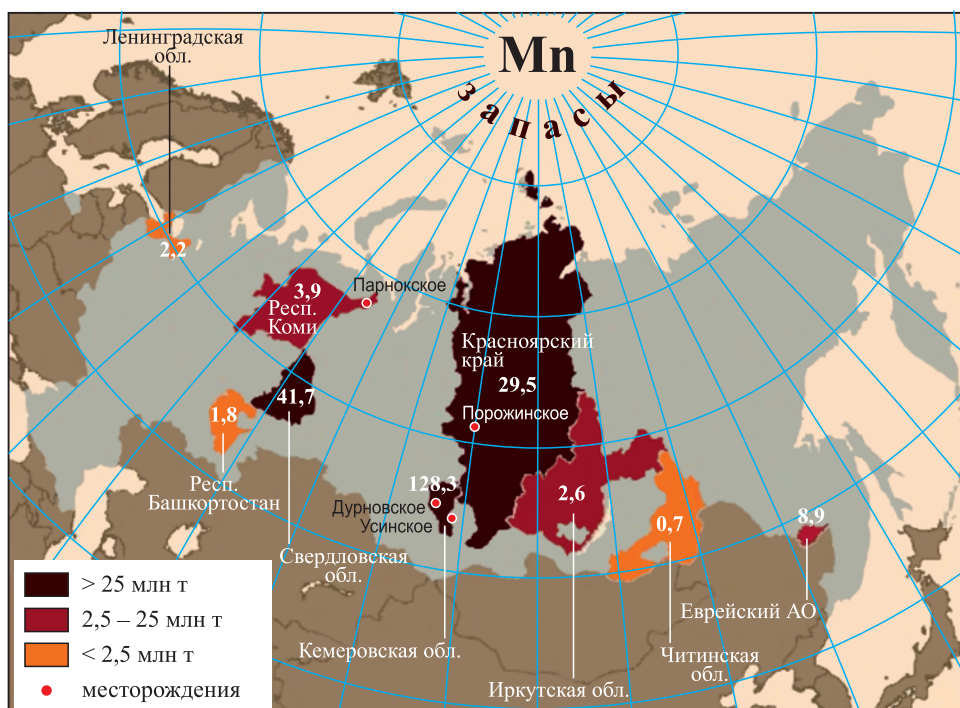 Ленинградская
обл.
Mn
запасы
2,2
3,9
Респ.
Коми
Парнокское
Красноярский
край
29,5
41,7
1,8
Порожинское
Респ.
Башкортостан
128,3
Дурновское
Усинское
2,6
0,7
8,9
Свердловская
обл.
Еврейский АО
Кемеровская обл.
Читинская
обл.
Иркутская обл.
> 25 млн т
2,5 – 25 млн т
< 2,5 млн т
месторождения